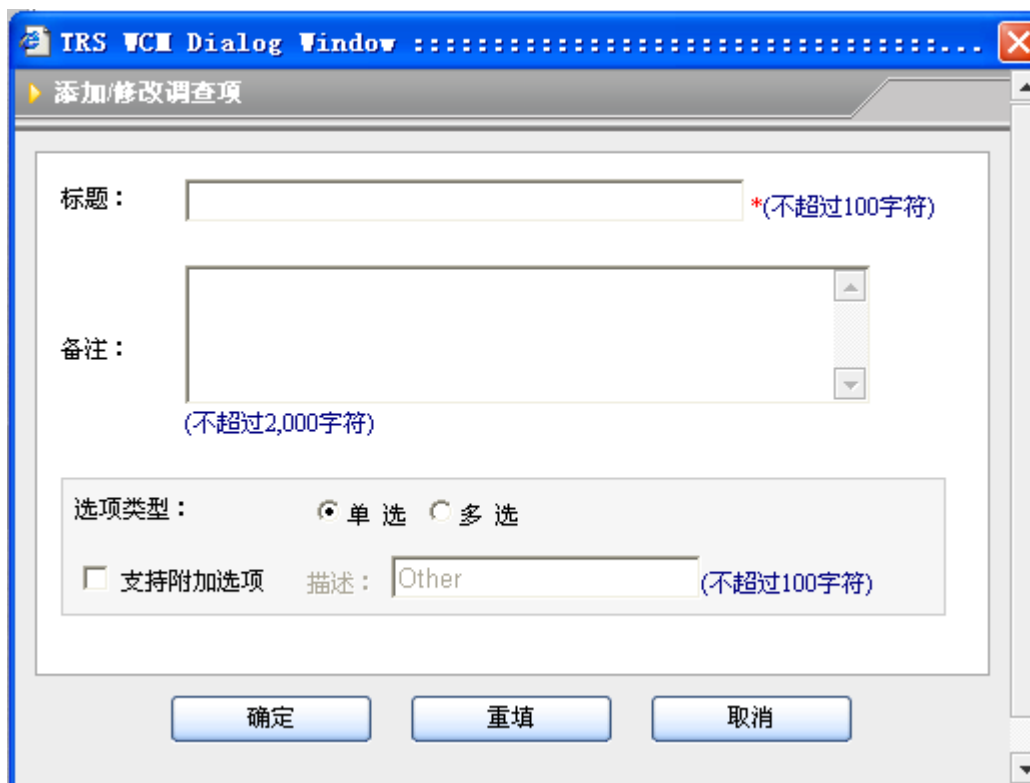 TRS WCM Dialog Window ::::::::::::::::::::::::::::::::::...
添加/修改调查项
标题： *(不超过100字符)
备注：
(不超过2,000字符)
选项类型： 单 选 多 选
支持附加选项 描述： Other (不超过100字符)
确定 重填 取消